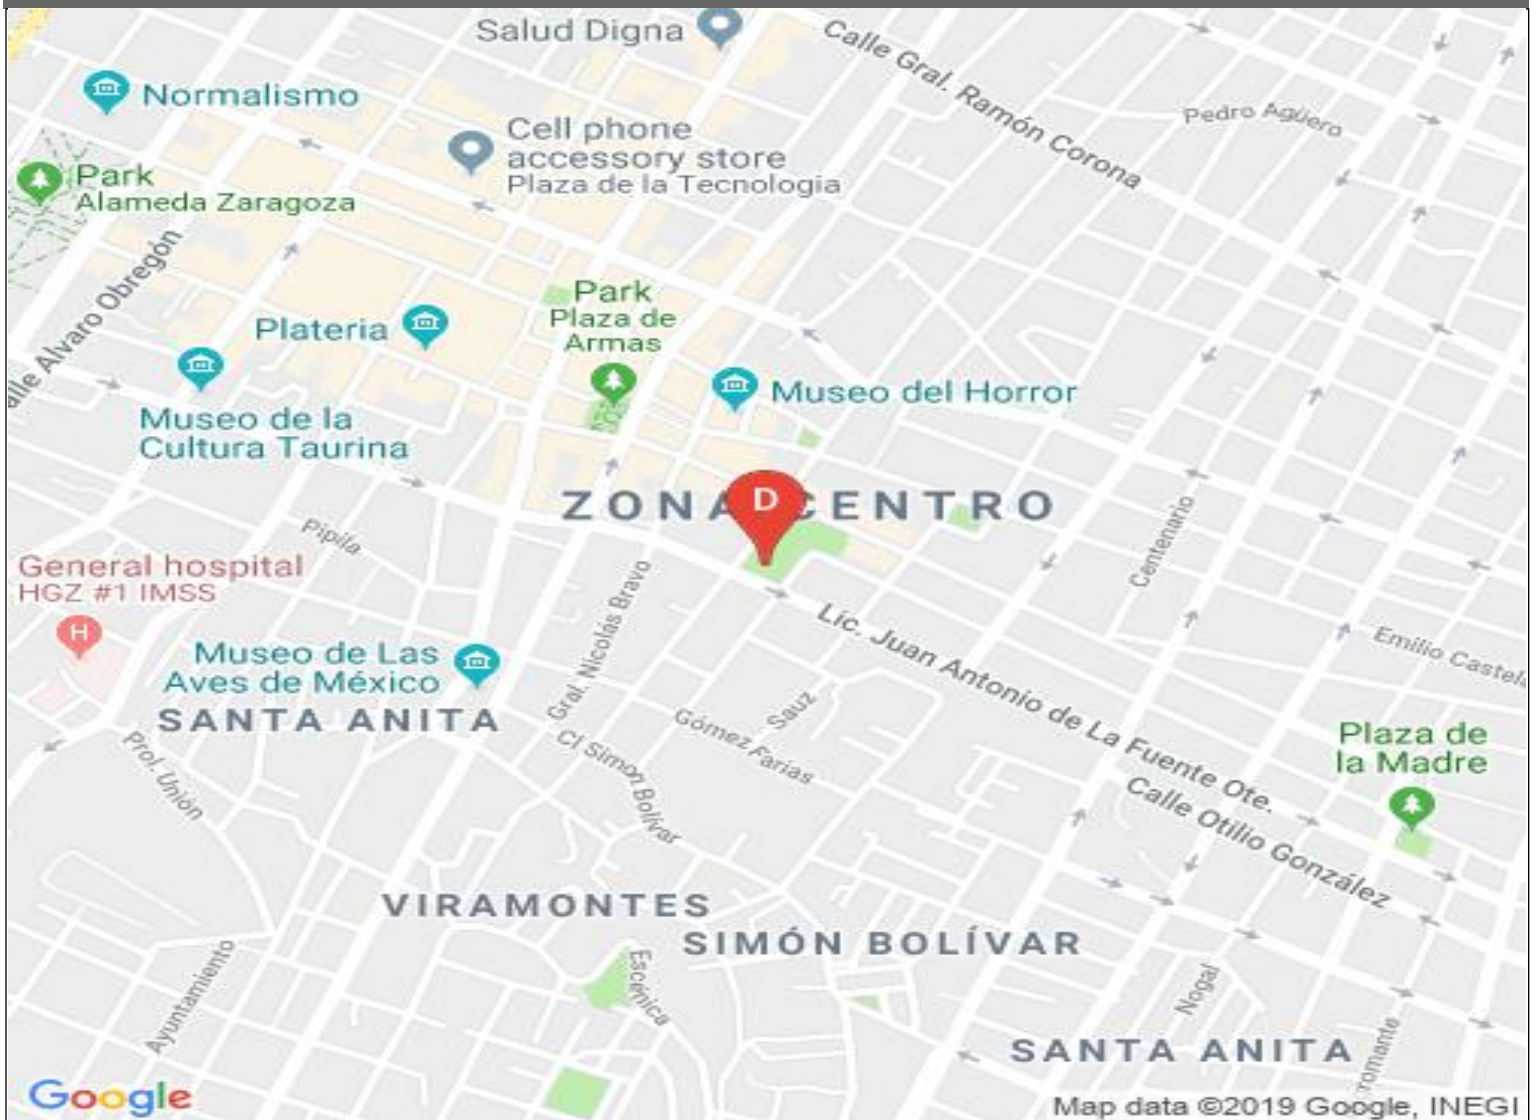 Salud Digna
Calle Gral. Ramón Corona
Normalismo
Pedro Agüero
Cell phone
accessory store
Plaza de la Tecnologia
Park
Alameda Zaragoza
alle Alvaro Obregón
Park
Plaza de
Armas
Plateria
Museo del Horror
Museo de la
Cultura Taurina
D
ZONA CENTRO
Pipila
Centenario
General hospital
HGZ #1 IMSS
H
Gral. Nicolás Bravo
Lic. Juan Antonio de La Fuente Ote.
Emilio Castela
Museo de Las
Aves de México
SANTA ANITA
Sauz
Gómez Farias
Cl Simon Bolívar
Prol. Unión
Plaza de
la Madre
Calle Otilio González
VIRAMONTES
SIMÓN BOLÍVAR
Escénica
Ayuntamiento
Nogal
SANTA ANITA
rromante
Google
Map data ©2019 Google, INEGI